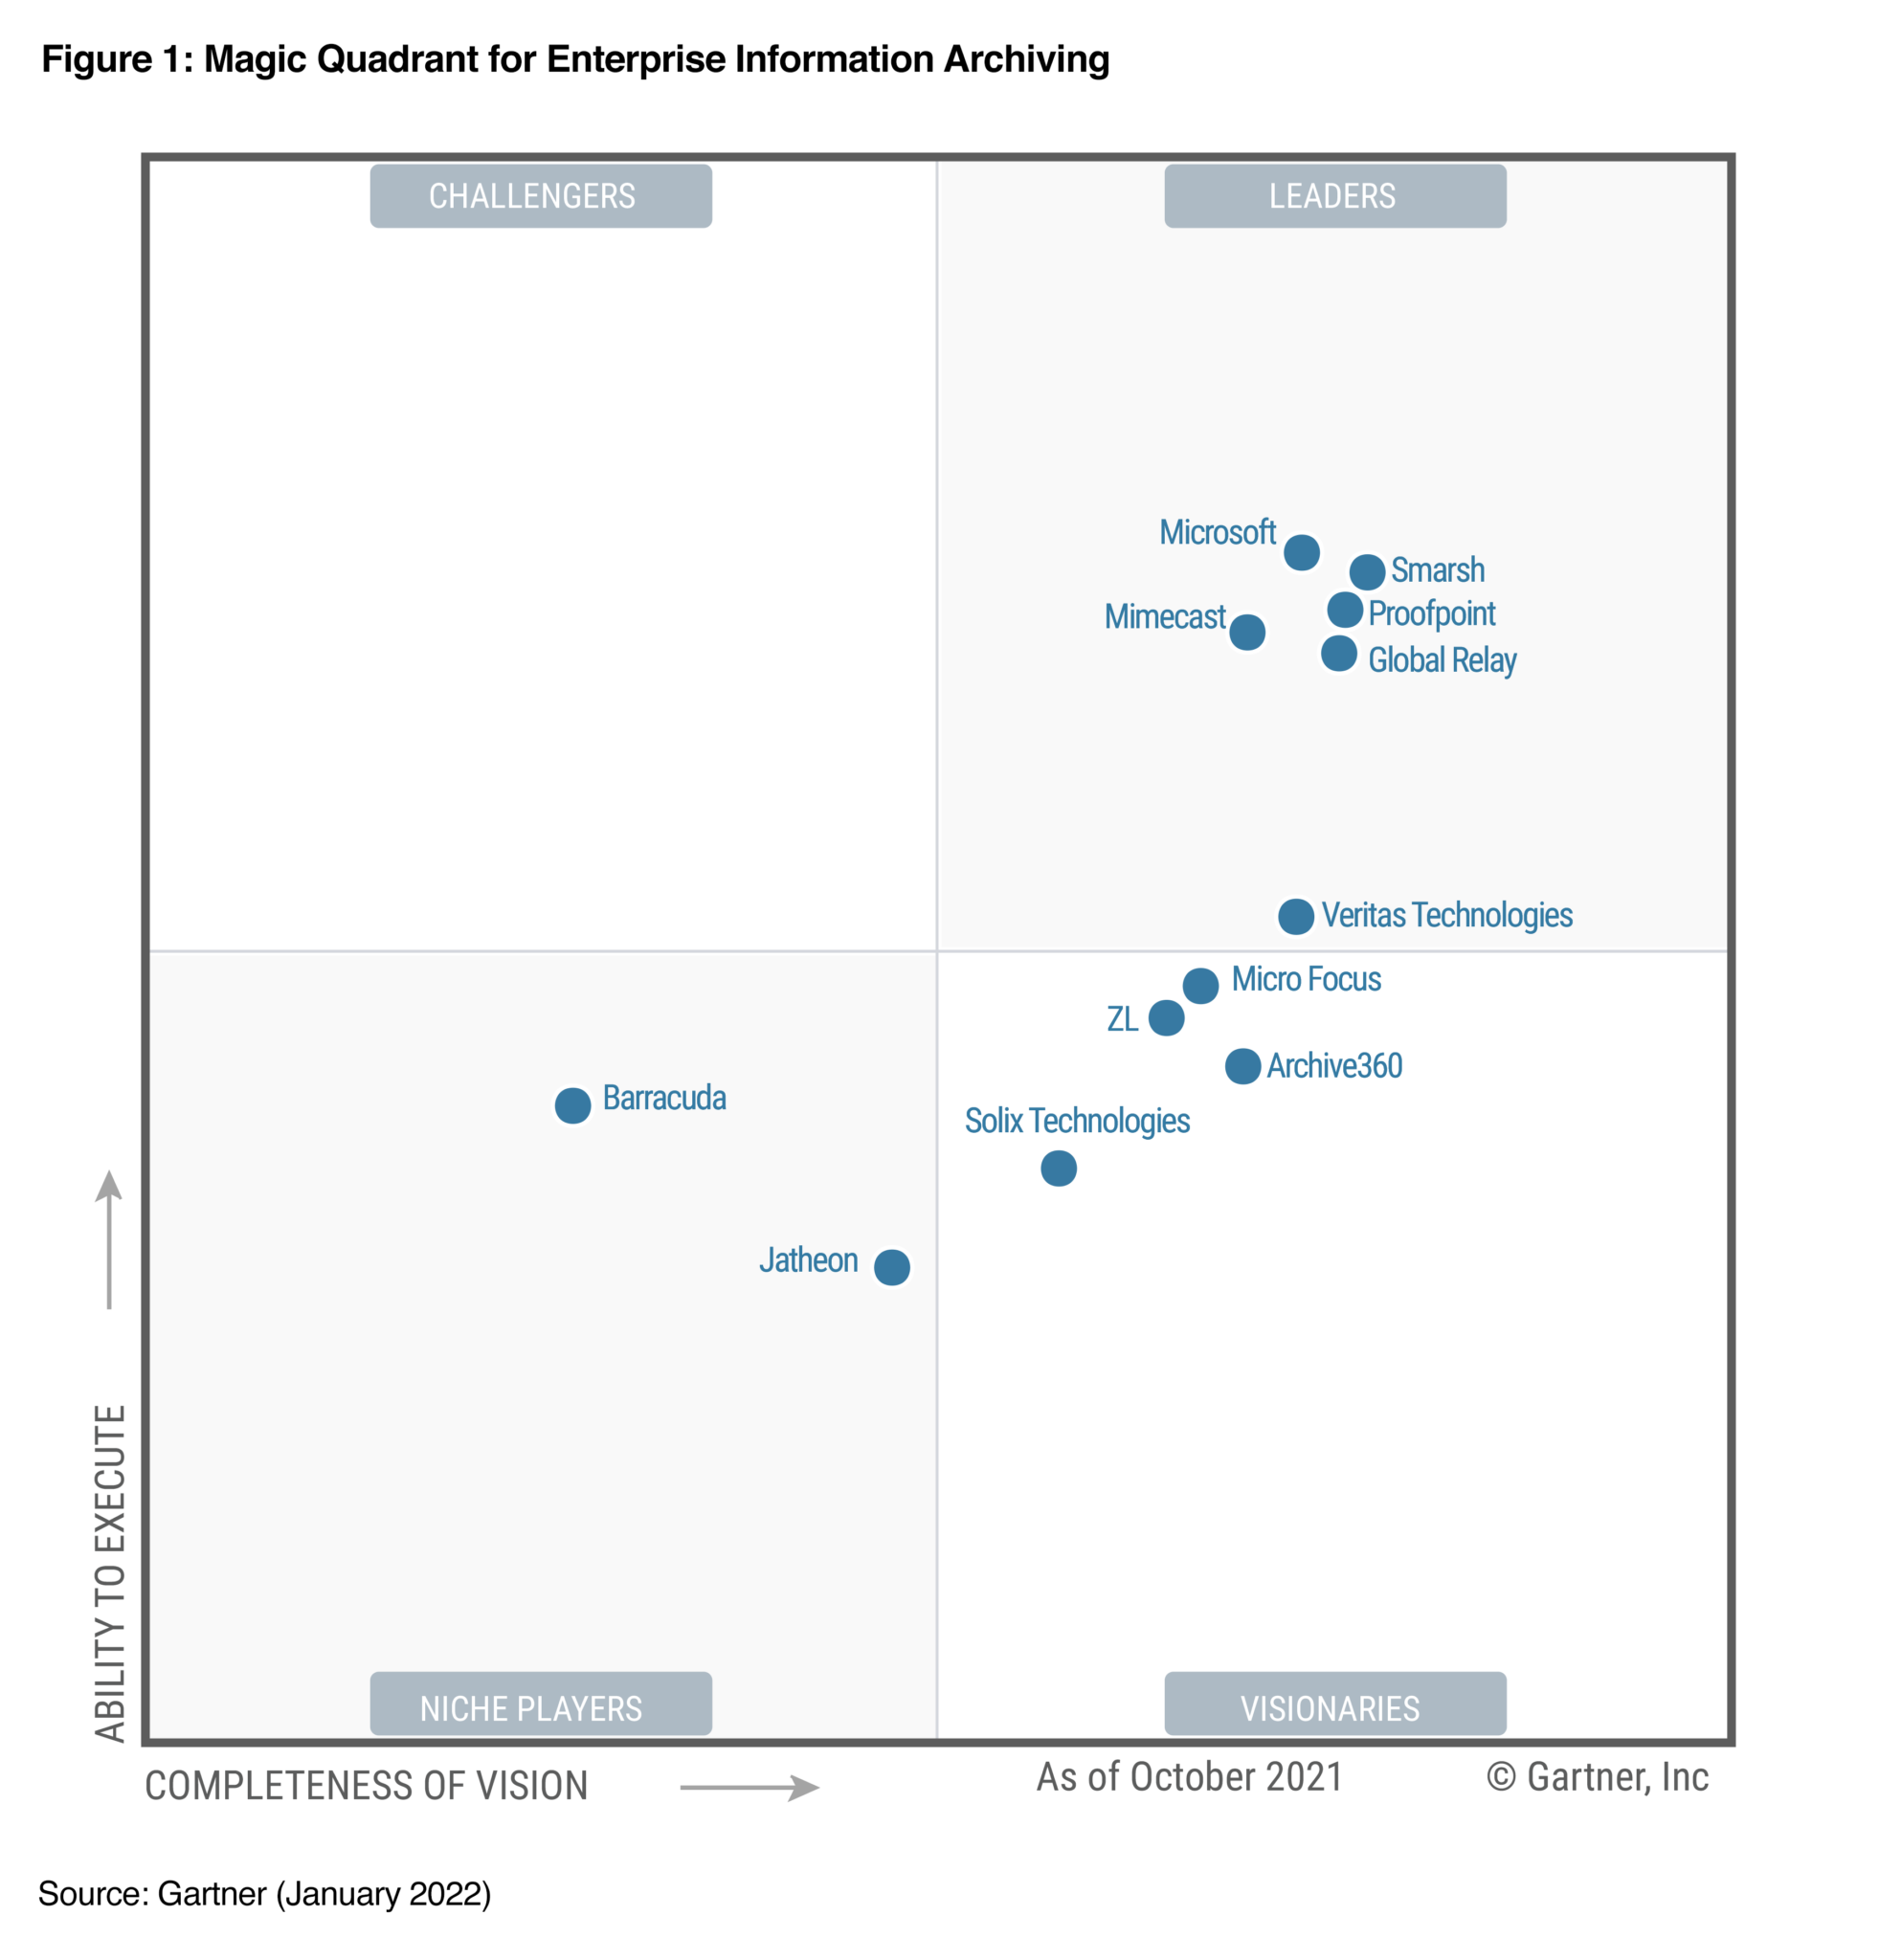 Figure 1: Magic Quadrant for Enterprise Information Archiving
CHALLENGERS
LEADERS
Microsoft
Smarsh
Proofpoint
Mimecast
Global Relay
Veritas Technologies
Micro Focus
ZL
Archive360
Barracuda
Solix Technologies
Jatheon
ABILITY TO EXECUTE
NICHE PLAYERS
VISIONARIES
COMPLETENESS OF VISION
As of October 2021
© Gartner, Inc
Source: Gartner (January 2022)